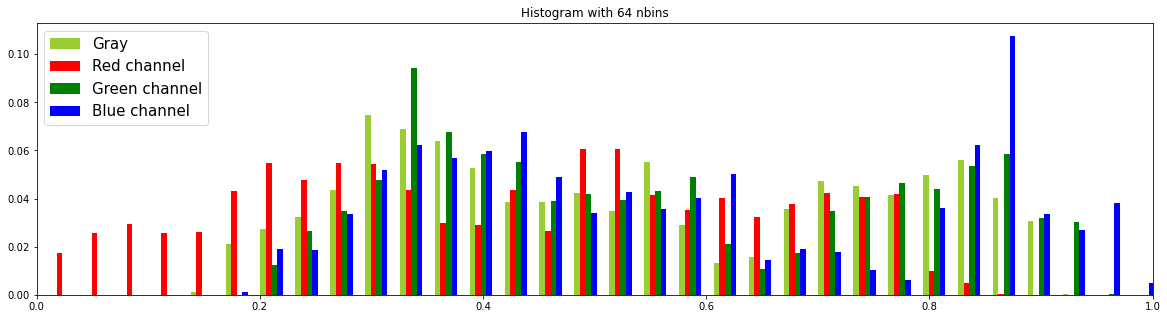 Histogram with 64 nbins
Gray
Red channel
Green channel
Blue channel
0.10
0.08
0.06
0.04
0.02
0.00
0.0 0.2 0.4 0.6 0.8 1.0